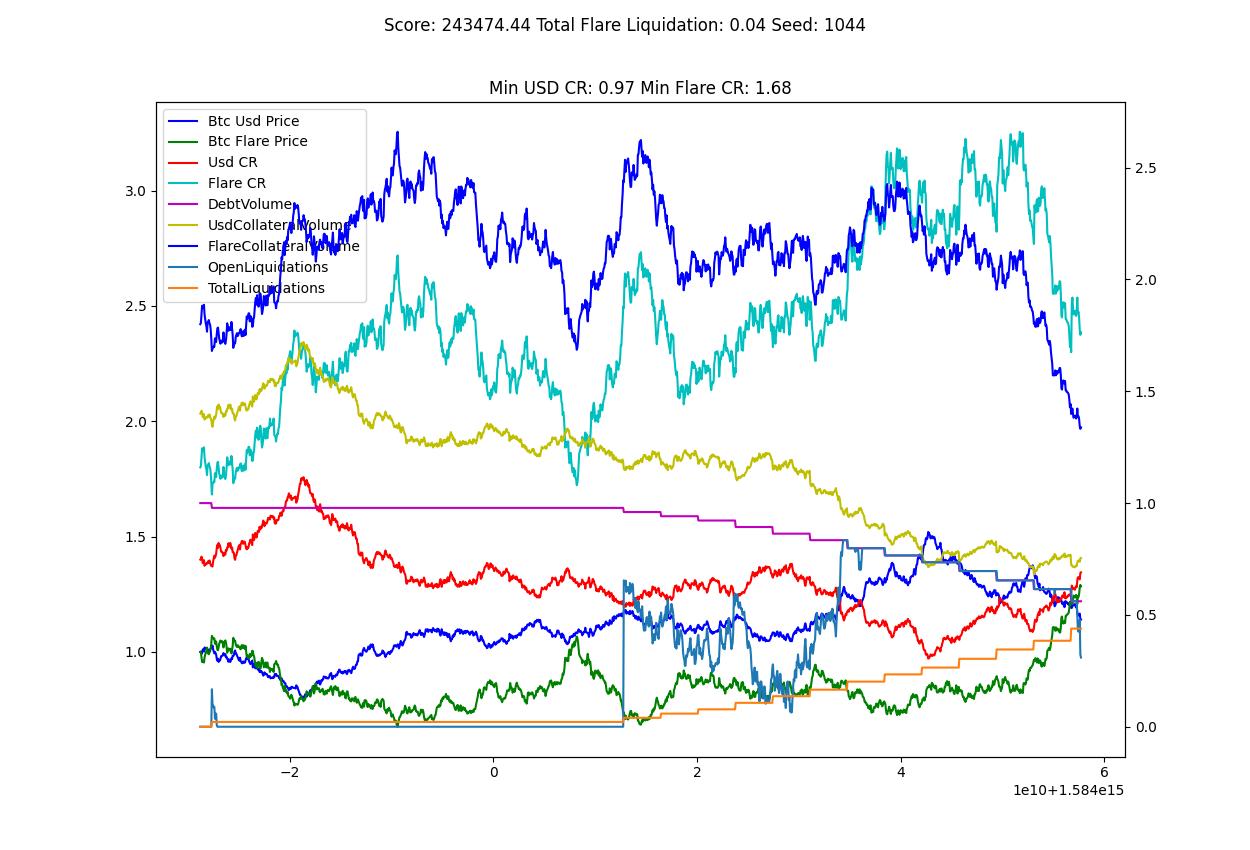 Score: 243474.44 Total Flare Liquidation: 0.04 Seed: 1044
Min USD CR: 0.97 Min Flare CR: 1.68
Btc Usd Price
Btc Flare Price
Usd CR
Flare CR
DebtVolume
UsdCollateralVolume
FlareCollateralVolume
OpenLiquidations
TotalLiquidations
3.0
2.5
2.0
1.5
1.0
2.5
2.0
1.5
1.0
0.5
0.0
−2
0
2
4
6
1e10+1.584e15